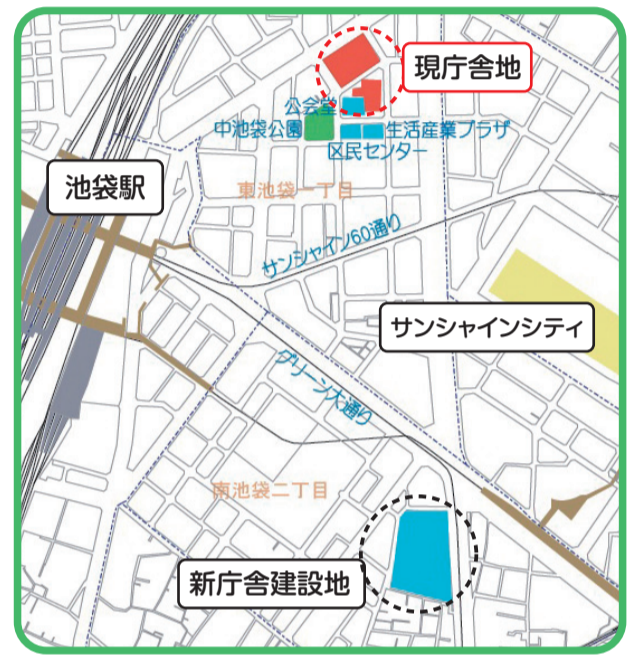 現庁舎地
公会堂
中池袋公園
生活産業プラザ
区民センター
池袋駅
東池袋一丁目
サンシャイン60通り
サンシャインシティ
グリーン大通り
南池袋二丁目
新庁舎建設地